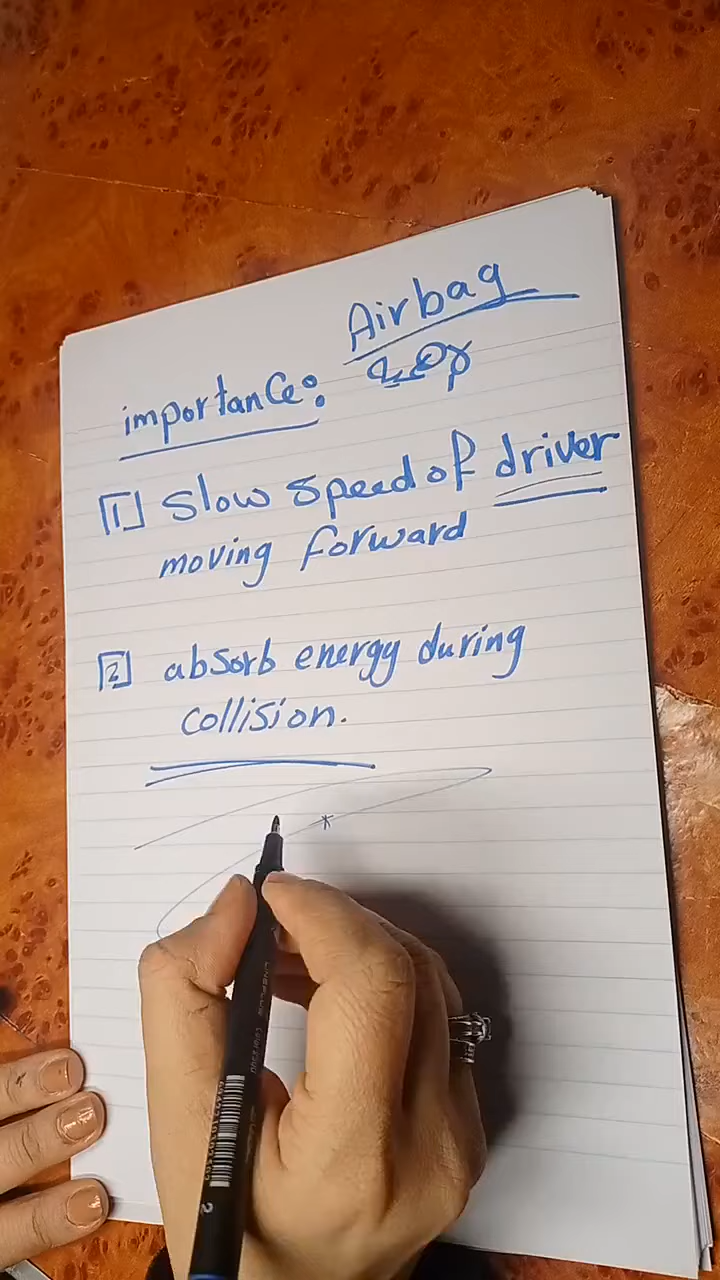 Airbag
importance:
1 Slow speed of driver
moving forward
2 absorb energy during
collision.